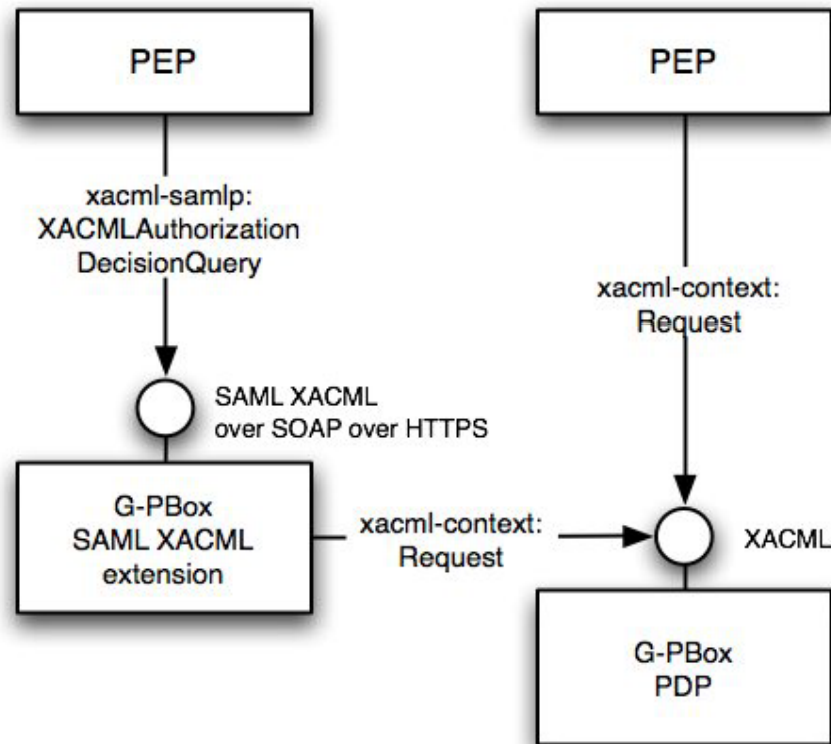 PEP
PEP
xacml-samlp:
XACMLAuthorization
DecisionQuery
xacml-context:
Request
SAML XACML
over SOAP over HTTPS
G-PBox
SAML XACML
extension
xacml-context:
Request
XACML
G-PBox
PDP